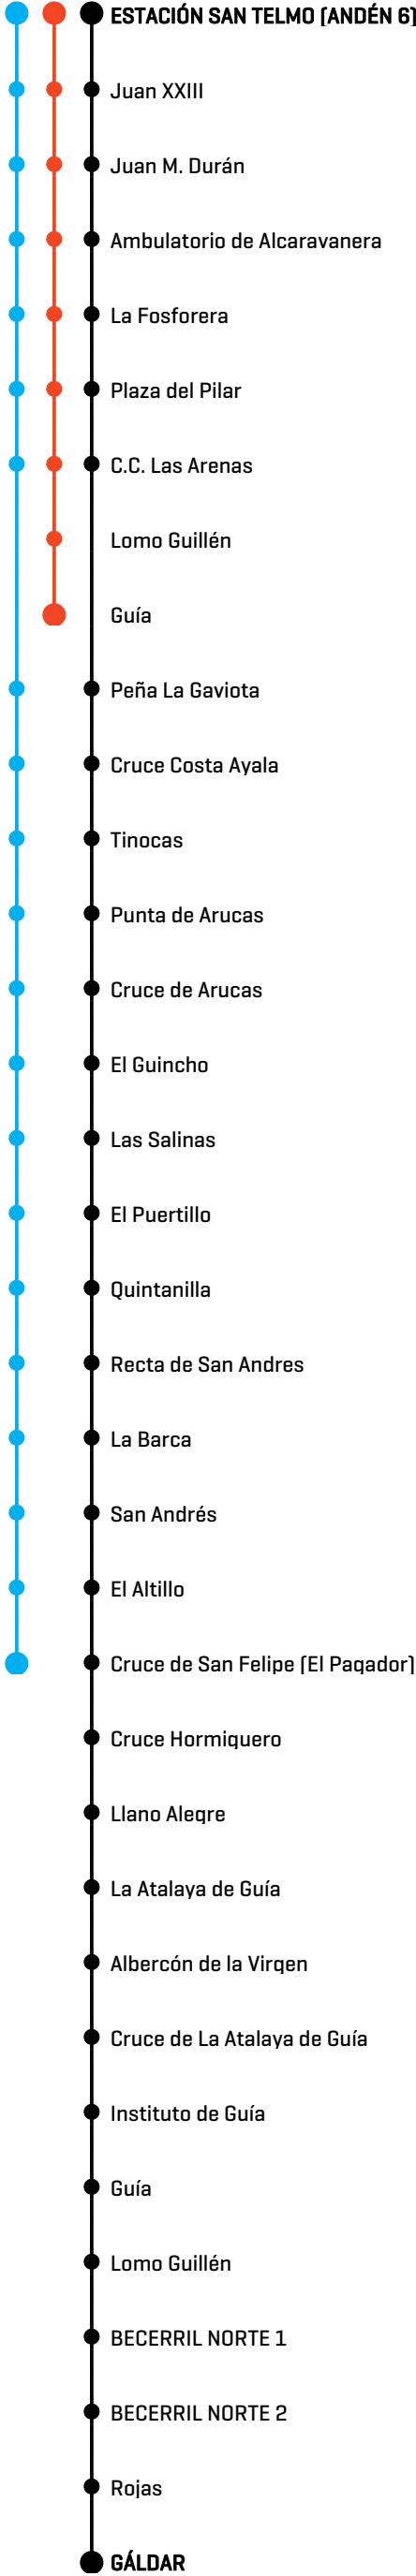 ESTACIÓN SAN TELMO (ANDÉN 6)
Juan XXIII
Juan M. Durán
Ambulatorio de Alcaravanera
La Fosforera
Plaza del Pilar
C.C. Las Arenas
Lomo Guillén
Guía
Peña La Gaviota
Cruce Costa Ayala
Tinocas
Punta de Arucas
Cruce de Arucas
El Guincho
Las Salinas
El Puertillo
Quintanilla
Recta de San Andres
La Barca
San Andrés
El Altillo
Cruce de San Felipe (El Pagador)
Cruce Hormiguero
Llano Alegre
La Atalaya de Guía
Albercón de la Virgen
Cruce de La Atalaya de Guía
Instituto de Guía
Guía
Lomo Guillén
BECERRIL NORTE 1
BECERRIL NORTE 2
Rojas
GÁLDAR